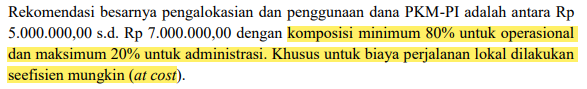 Rekomendasi besarnya pengalokasian dan penggunaan dana PKM-PI adalah antara Rp
5.000.000,00 s.d. Rp 7.000.000,00 dengan komposisi minimum 80% untuk operasional
dan maksimum 20% untuk administrasi. Khusus untuk biaya perjalanan lokal dilakukan
seefisien mungkin (at cost).